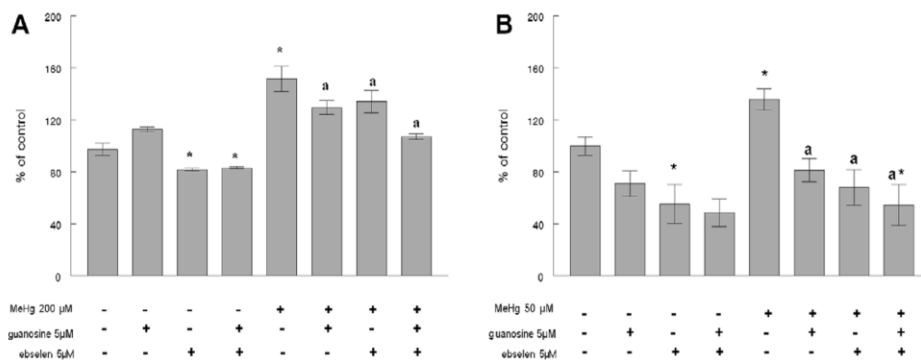 A
% of control
200
160
120
80
40
0
*
*
*
a
a
a
MeHg 200 μM - - - - + + + +
guanosine 5μM - + - + - + - +
ebselen 5μM - - + + - - + +
B
% of control
200
160
120
80
40
0
*
*
a
a
a*
MeHg 50 μM - - - - + + + +
guanosine 5μM - + - + - + - +
ebselen 5μM - - + + - - + +